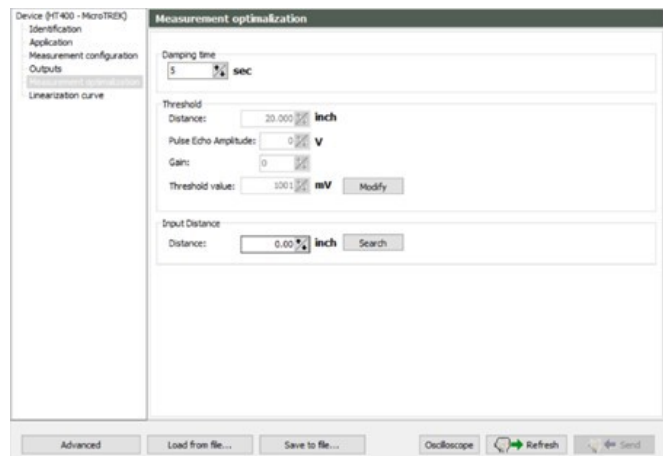 Device (HT400 - MicroTREK)
Identification
Application
Measurement configuration
Outputs
Measurement optimalization
Linearization curve
Measurement optimalization
Damping time
5 sec
Threshold
Distance: 20.000 inch
Pulse Echo Amplitude: 0 V
Gain: 0
Threshold value: 1001 mV Modify
Input Distance
Distance: 0.00 inch Search
Advanced Load from file... Save to file... Oscilloscope Refresh Send